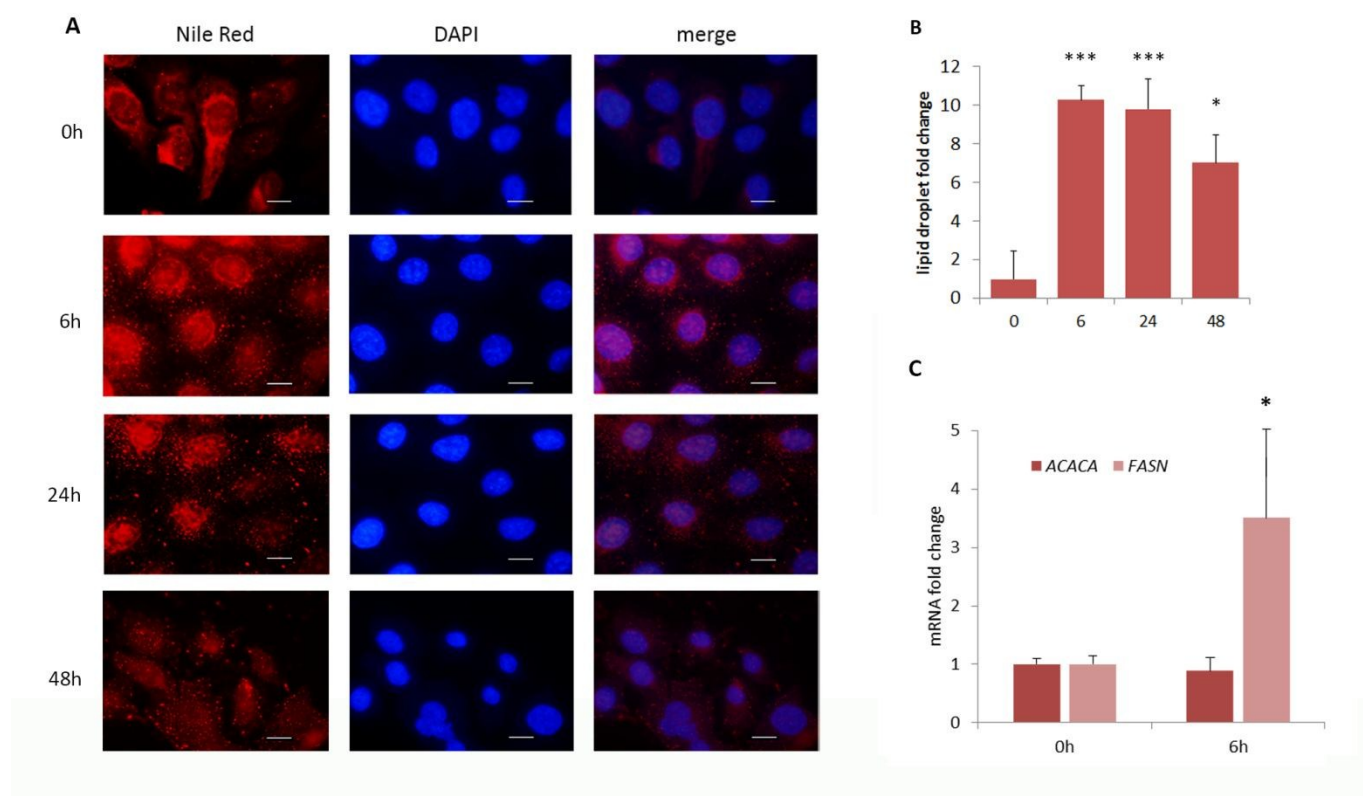 A
Nile Red DAPI merge
0h
6h
24h
48h
B
lipid droplet fold change
12
10
8
6
4
2
0
*** *** *
0 6 24 48
C
mRNA fold change
5
4
3
2
1
0
ACACA FASN
*
0h 6h